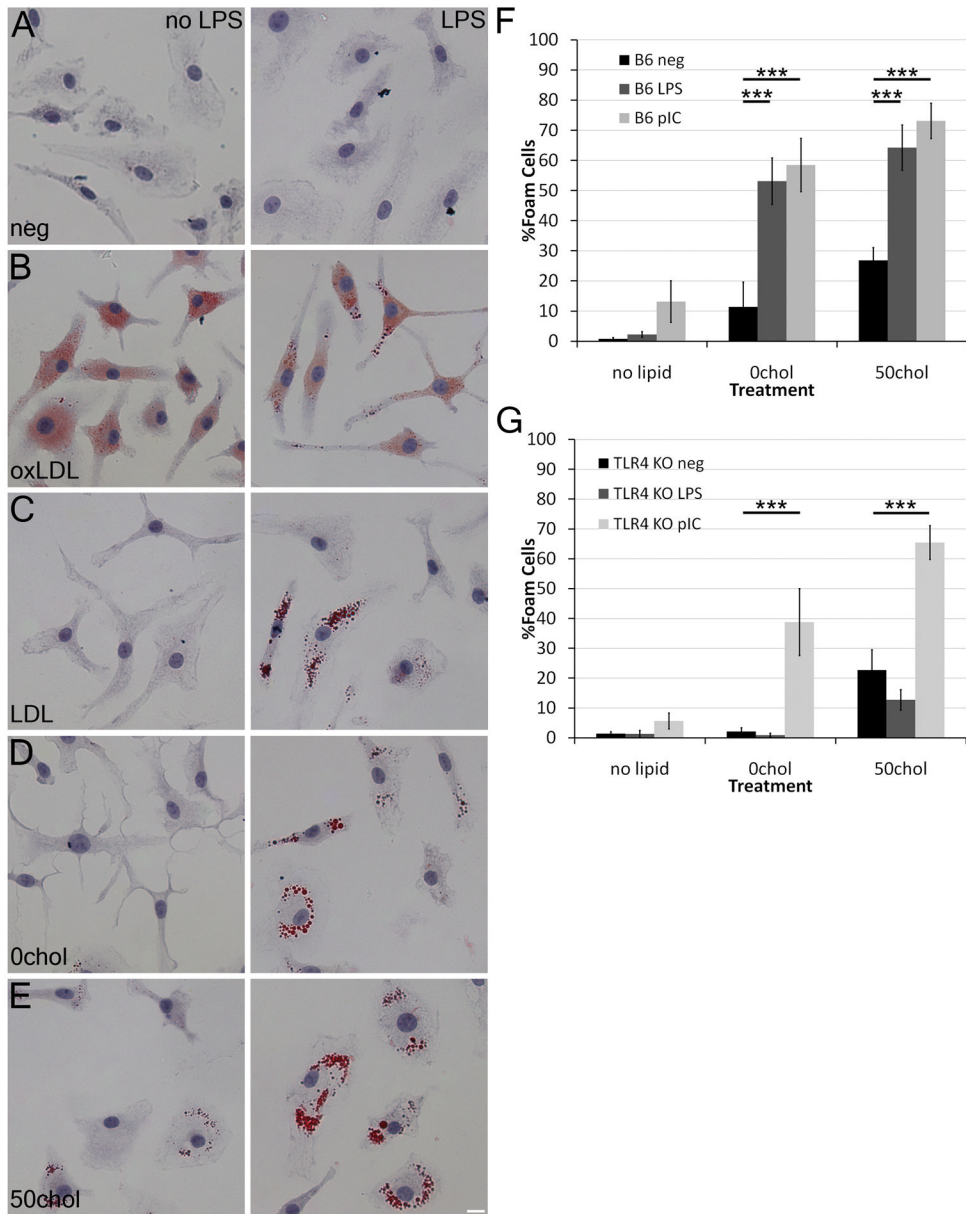 A
no LPS
LPS
neg
B
oxLDL
C
LDL
D
0chol
E
50chol
F
100
90
80
70
60
50
40
30
20
10
0
%Foam Cells
B6 neg
B6 LPS
B6 pIC
***
***
***
***
no lipid
0chol
50chol
Treatment
G
100
90
80
70
60
50
40
30
20
10
0
%Foam Cells
TLR4 KO neg
TLR4 KO LPS
TLR4 KO pIC
***
***
no lipid
0chol
50chol
Treatment